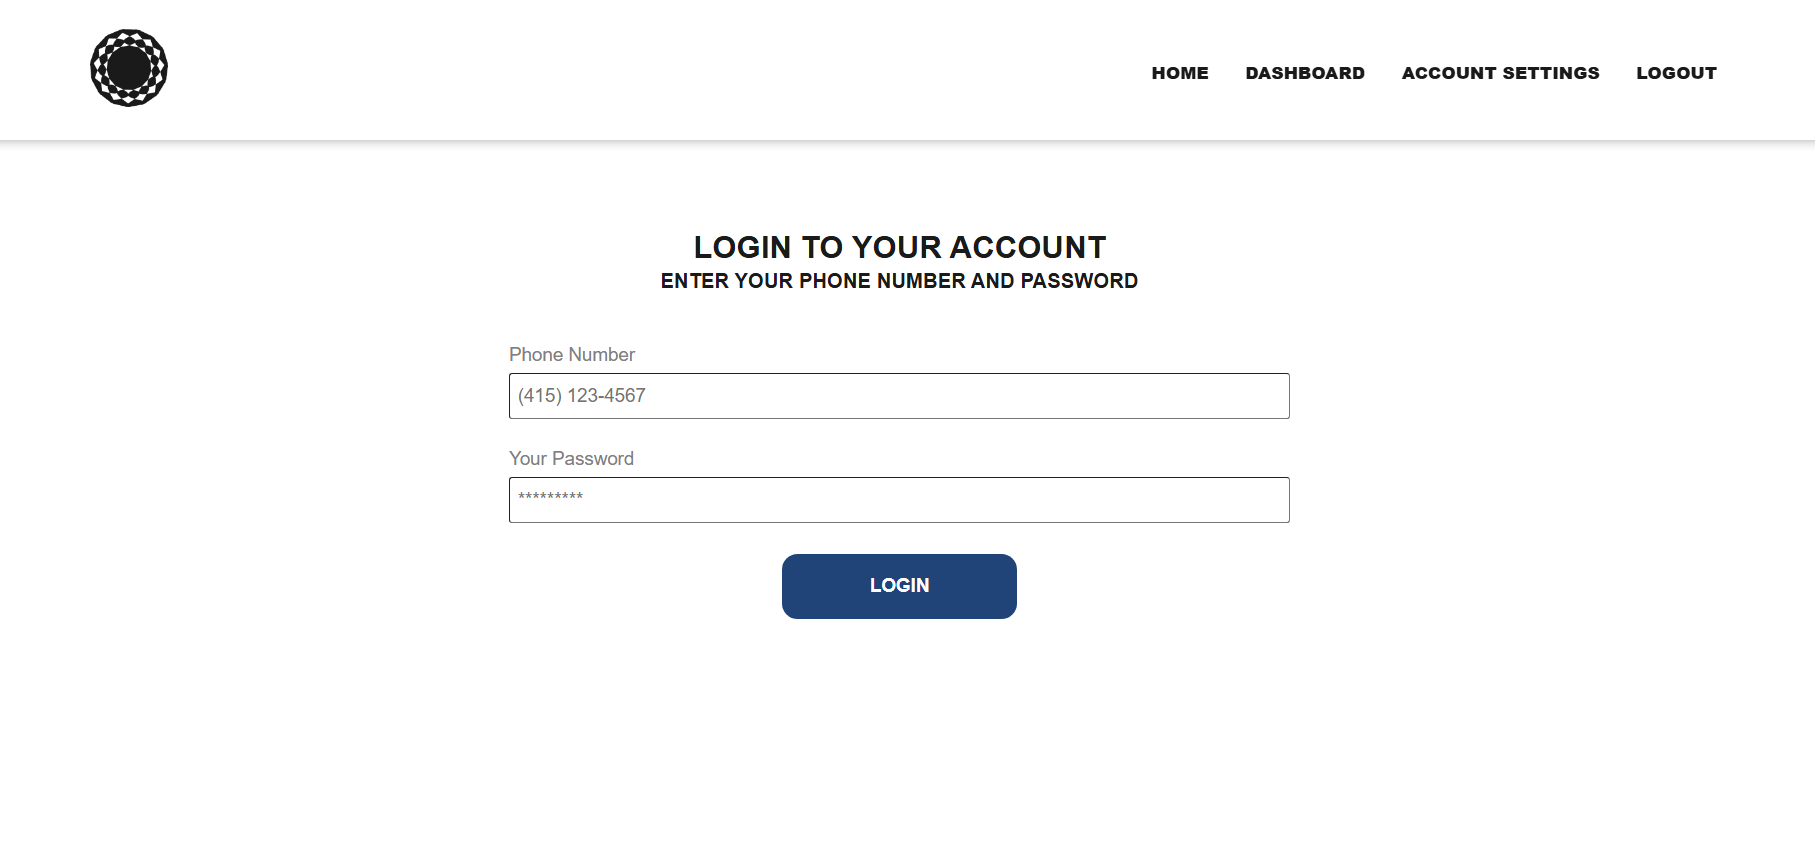 HOME DASHBOARD ACCOUNT SETTINGS LOGOUT
LOGIN TO YOUR ACCOUNT
ENTER YOUR PHONE NUMBER AND PASSWORD
Phone Number
(415) 123-4567
Your Password
*********
LOGIN